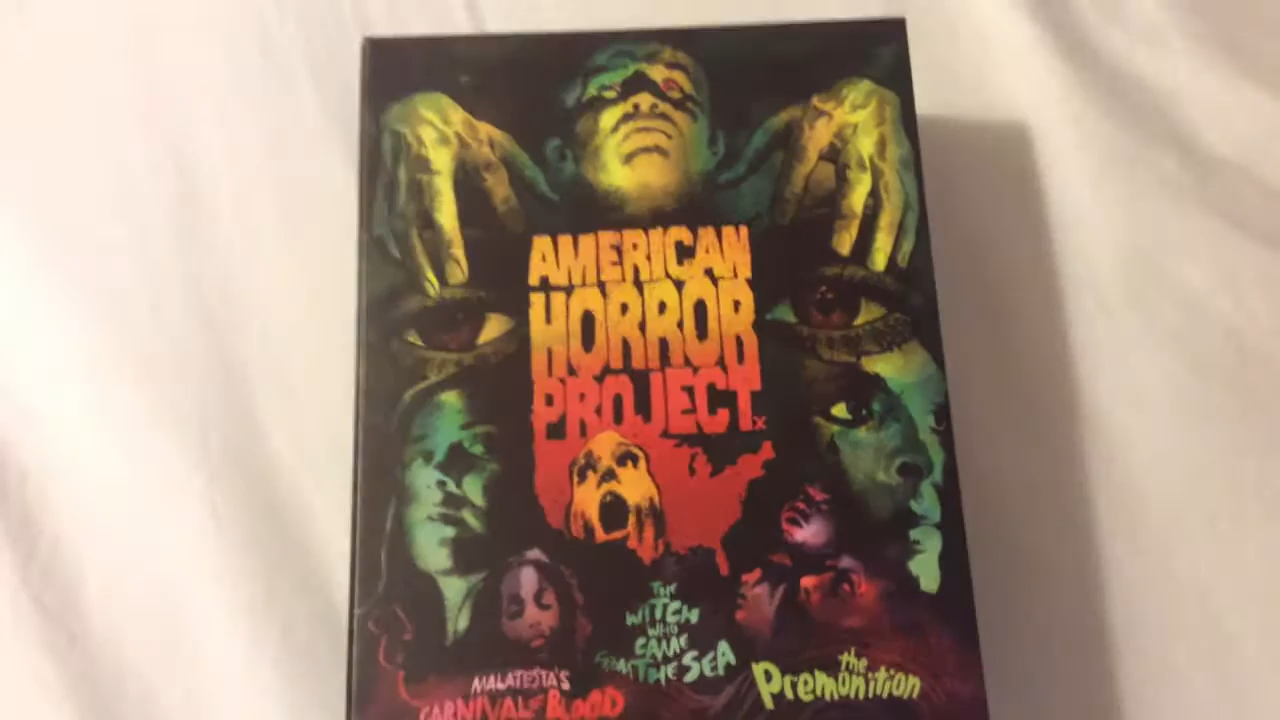 AMERICAN
HORROR
PROJECT
MALATESTA'S
CARNIVAL OF BLOOD
THE
WITCH
WHO
CAME
FROM THE SEA
the
Premonition